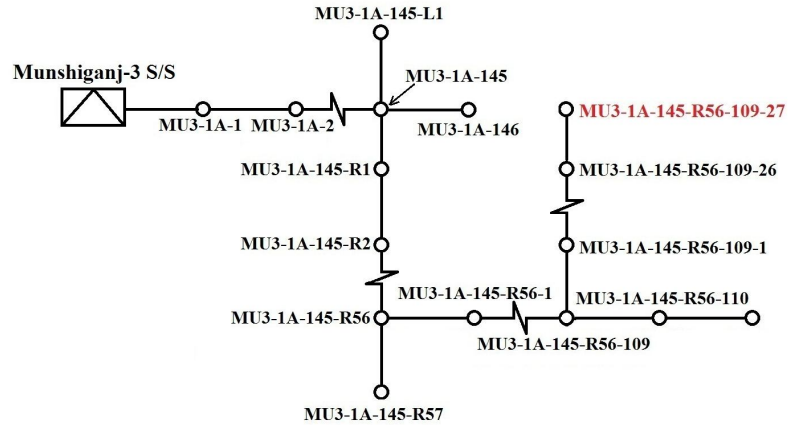 MU3-1A-145-L1
Munshiganj-3 S/S
MU3-1A-145
MU3-1A-1
MU3-1A-2
MU3-1A-146
MU3-1A-145-R56-109-27
MU3-1A-145-R1
MU3-1A-145-R56-109-26
MU3-1A-145-R2
MU3-1A-145-R56-109-1
MU3-1A-145-R56-1
MU3-1A-145-R56-110
MU3-1A-145-R56
MU3-1A-145-R56-109
MU3-1A-145-R57